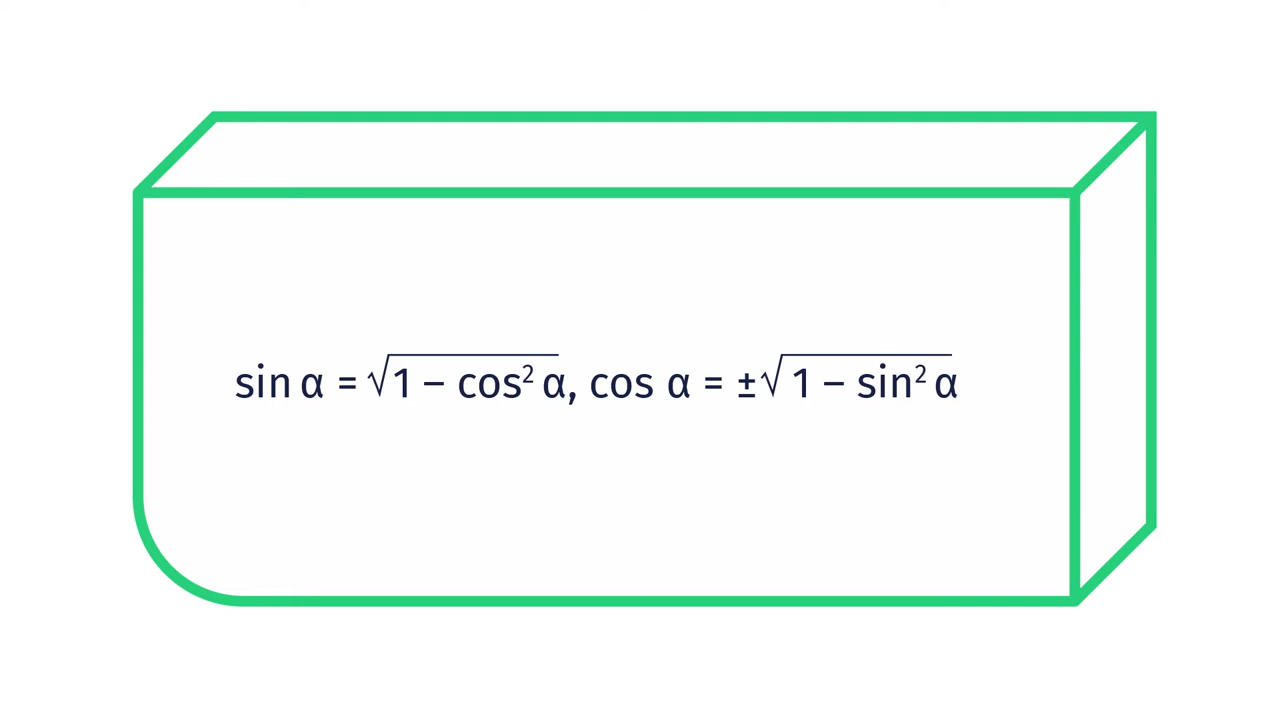 sin α = √1 − cos² α, cos α = ±√1 − sin² α